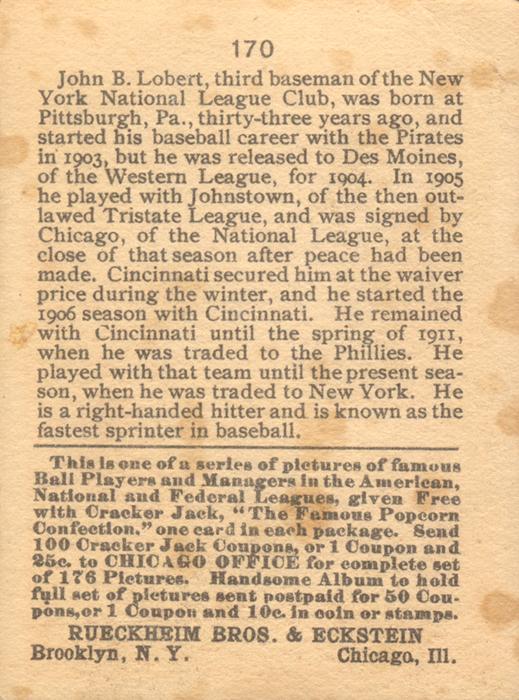 170
John B. Lobert, third baseman of the New
York National League Club, was born at
Pittsburgh, Pa., thirty-three years ago, and
started his baseball career with the Pirates
in 1903, but he was released to Des Moines,
of the Western League, for 1904. In 1905
he played with Johnstown, of the then out-
lawed Tristate League, and was signed by
Chicago, of the National League, at the
close of that season after peace had been
made. Cincinnati secured him at the waiver
price during the winter, and he started the
1906 season with Cincinnati. He remained
with Cincinnati until the spring of 1911,
when he was traded to the Phillies. He
played with that team until the present sea-
son, when he was traded to New York. He
is a right-handed hitter and is known as the
fastest sprinter in baseball.
This is one of a series of pictures of famous
Ball Players and Managers in the American,
National and Federal Leagues, given Free
with Cracker Jack, "The Famous Popcorn
Confection," one card in each package. Send
100 Cracker Jack Coupons, or 1 Coupon and
25c. to CHICAGO OFFICE for complete set
of 176 Pictures. Handsome Album to hold
full set of pictures sent postpaid for 50 Cou-
pons, or 1 Coupon and 10c. in coin or stamps.
RUECKHEIM BROS. & ECKSTEIN
Brooklyn, N. Y. Chicago, Ill.